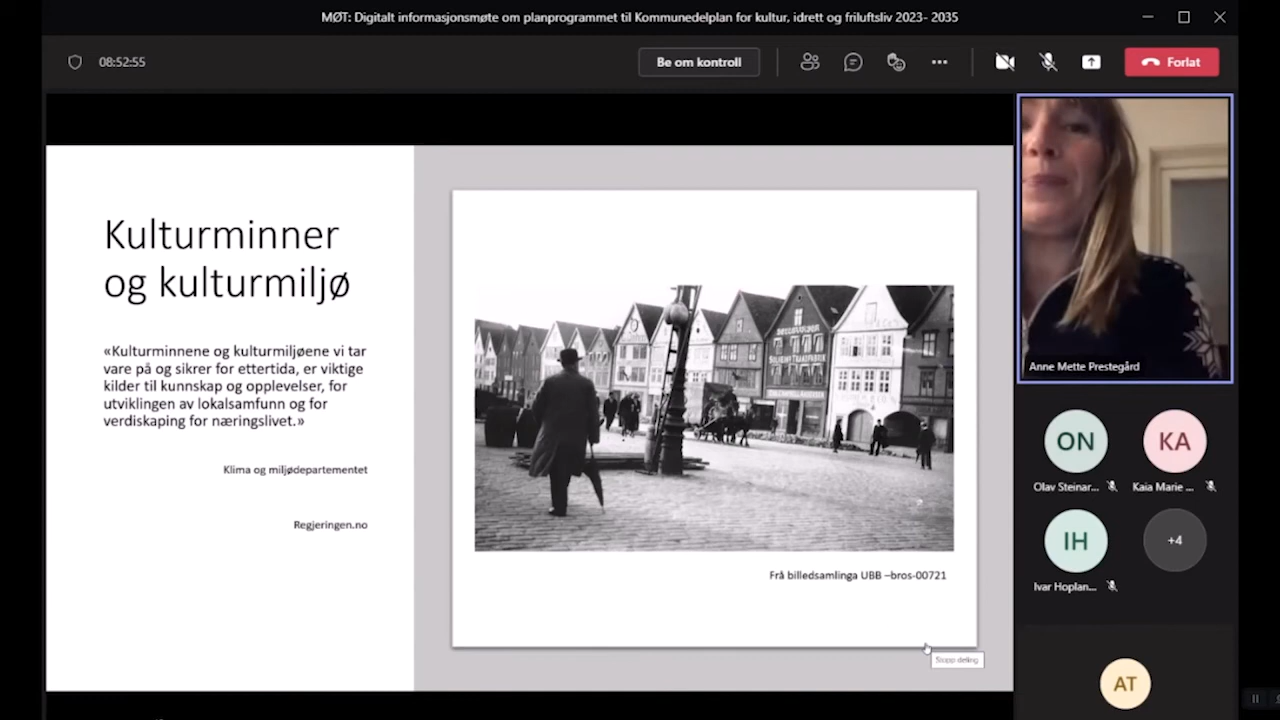 MØT: Digitalt informasjonsmøte om planprogrammet til Kommunedelplan for kultur, idrett og friluftsliv 2023- 2035
08:52:55
Be om kontroll
Forlat
Kulturminner
og kulturmiljø
«Kulturminnene og kulturmiljøene vi tar
vare på og sikrer for ettertida, er viktige
kilder til kunnskap og opplevelser, for
utviklingen av lokalsamfunn og for
verdiskaping for næringslivet.»
Klima og miljødepartementet
Regjeringen.no
Frå billedsamlinga UBB –bros-00721
Stopp deling
Anne Mette Prestegård
ON
KA
Olav Steinar...
Kaia Marie ...
IH
+4
Ivar Hoplan...
AT